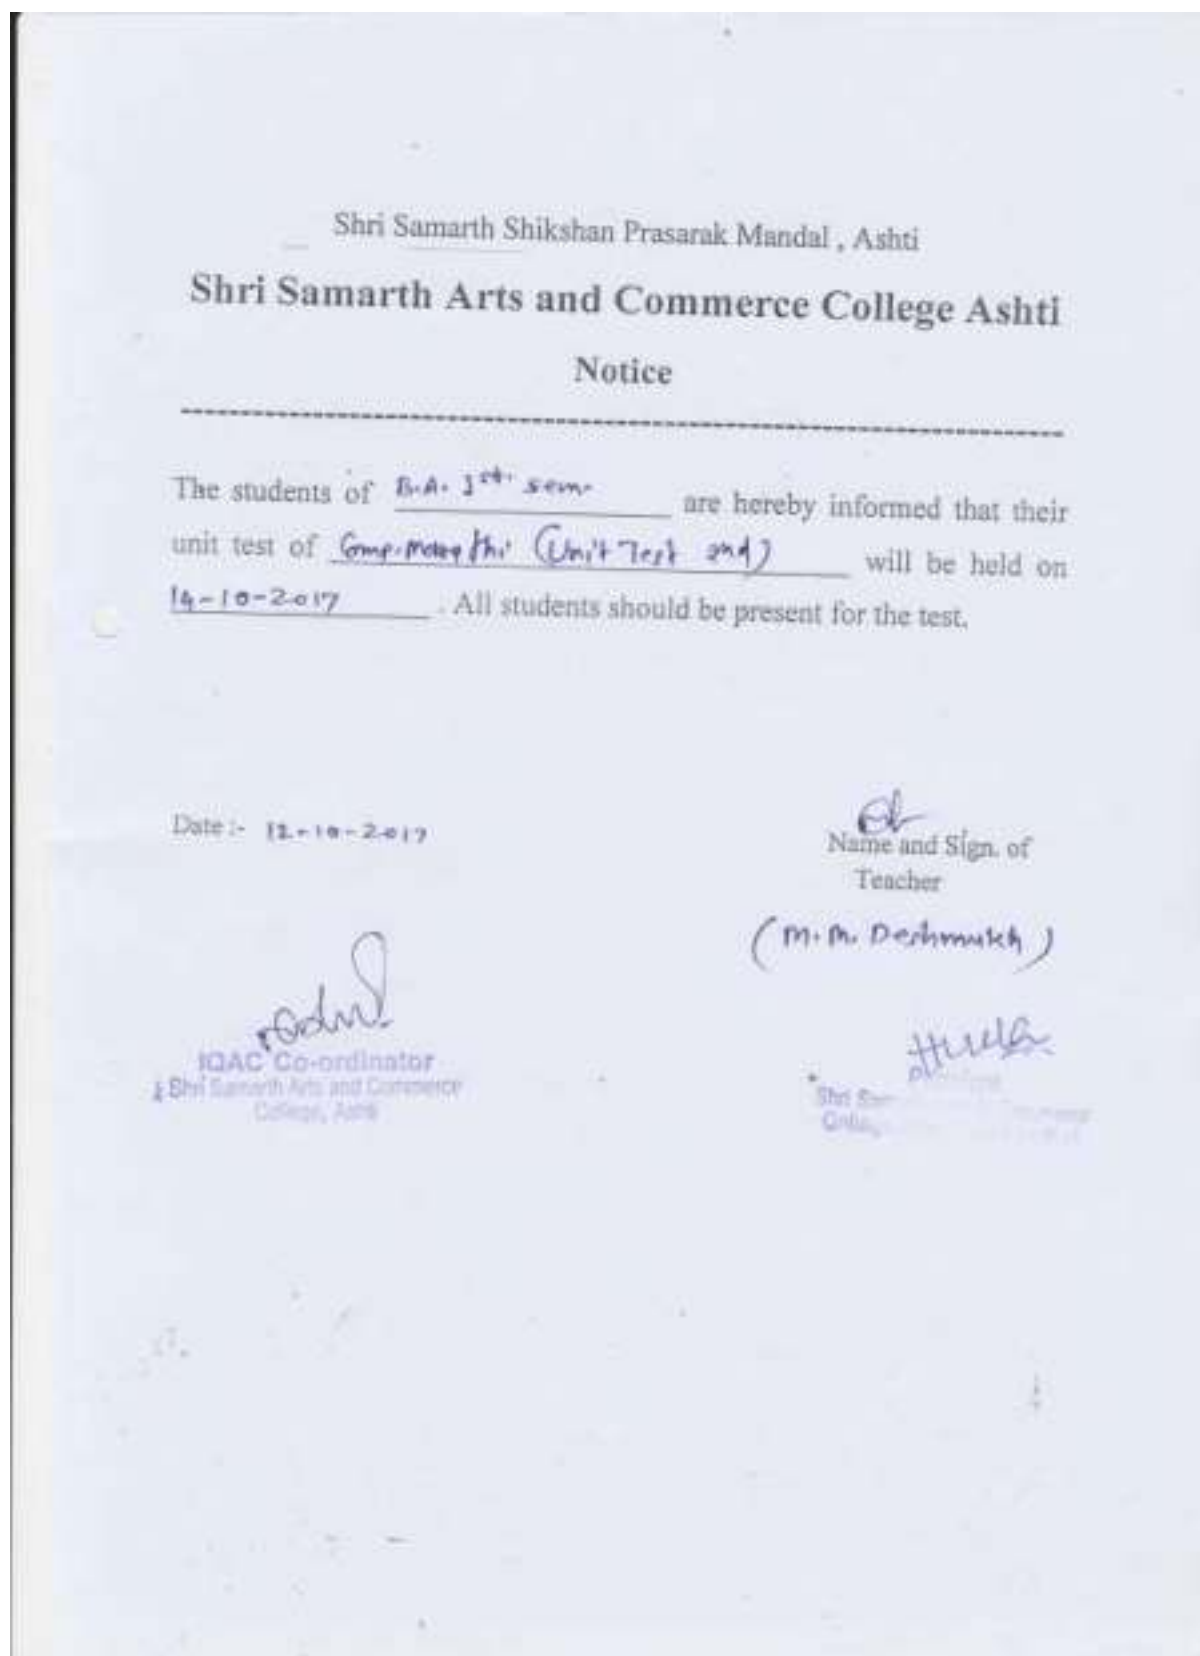 Shri Samarth Shikshan Prasarak Mandal , Ashti
Shri Samarth Arts and Commerce College Ashti
Notice
--------------------------------------------------------------------------------
The students of B.A. 1st. sem. are hereby informed that their
unit test of Comp. Marathi (Unit Test 2nd) will be held on
14-10-2017 . All students should be present for the test.
Date :- 12-10-2017
Name and Sign. of
Teacher
(M.M. Deshmukh)
IQAC Co-ordinator
Shri Samarth Arts and Commerce
College, Ashti
Shri